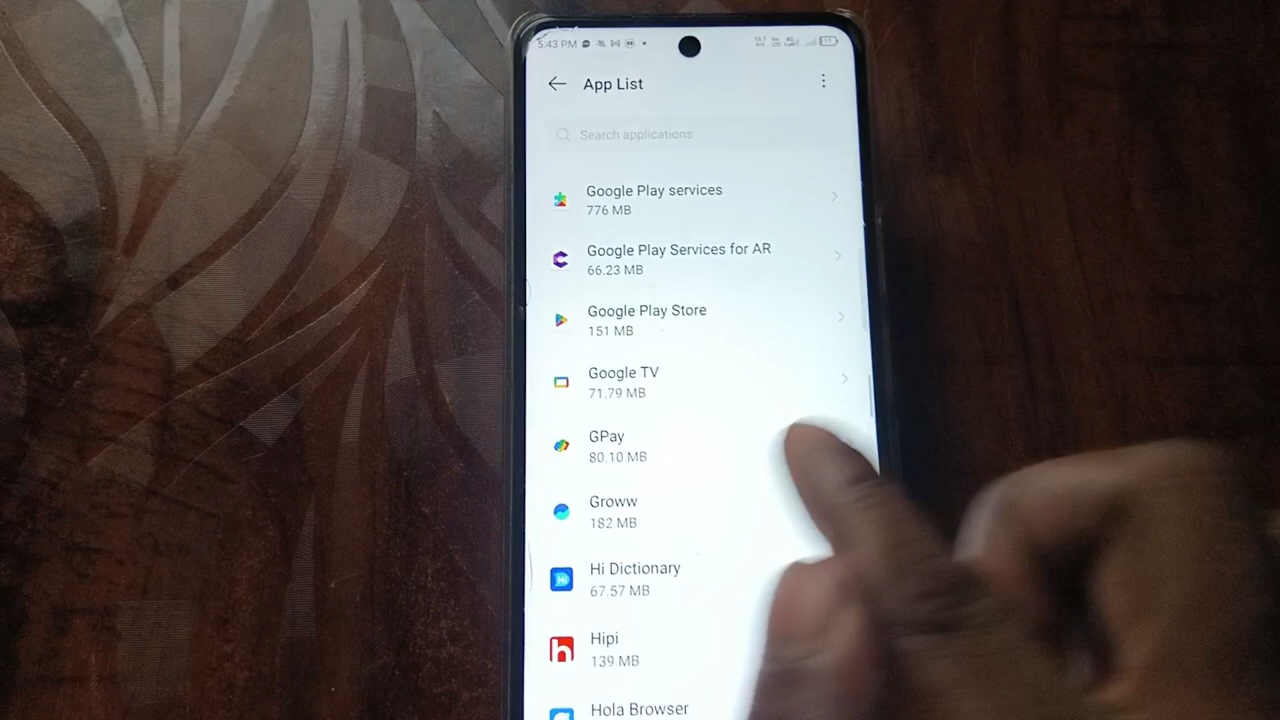 5:43 PM
App List
Search applications
Google Play services
776 MB
Google Play Services for AR
66.23 MB
Google Play Store
151 MB
Google TV
71.79 MB
GPay
80.10 MB
Groww
182 MB
Hi Dictionary
67.57 MB
Hipi
139 MB
Hola Browser